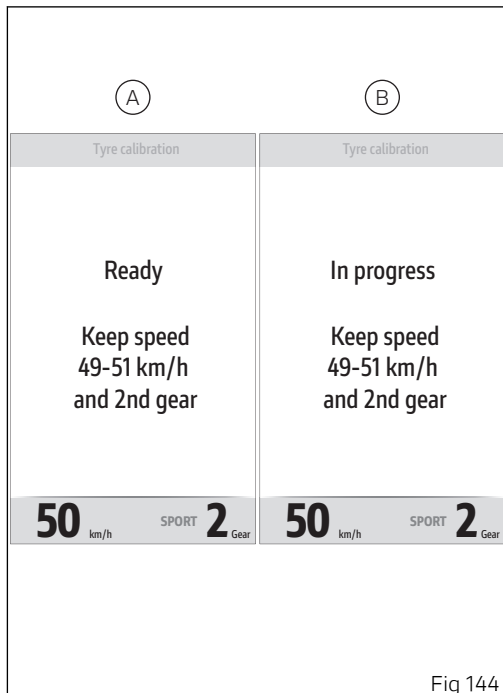 A
B
Tyre calibration
Ready
Keep speed
49-51 km/h
and 2nd gear
50 km/h SPORT 2 Gear
Tyre calibration
In progress
Keep speed
49-51 km/h
and 2nd gear
50 km/h SPORT 2 Gear
Fig 144